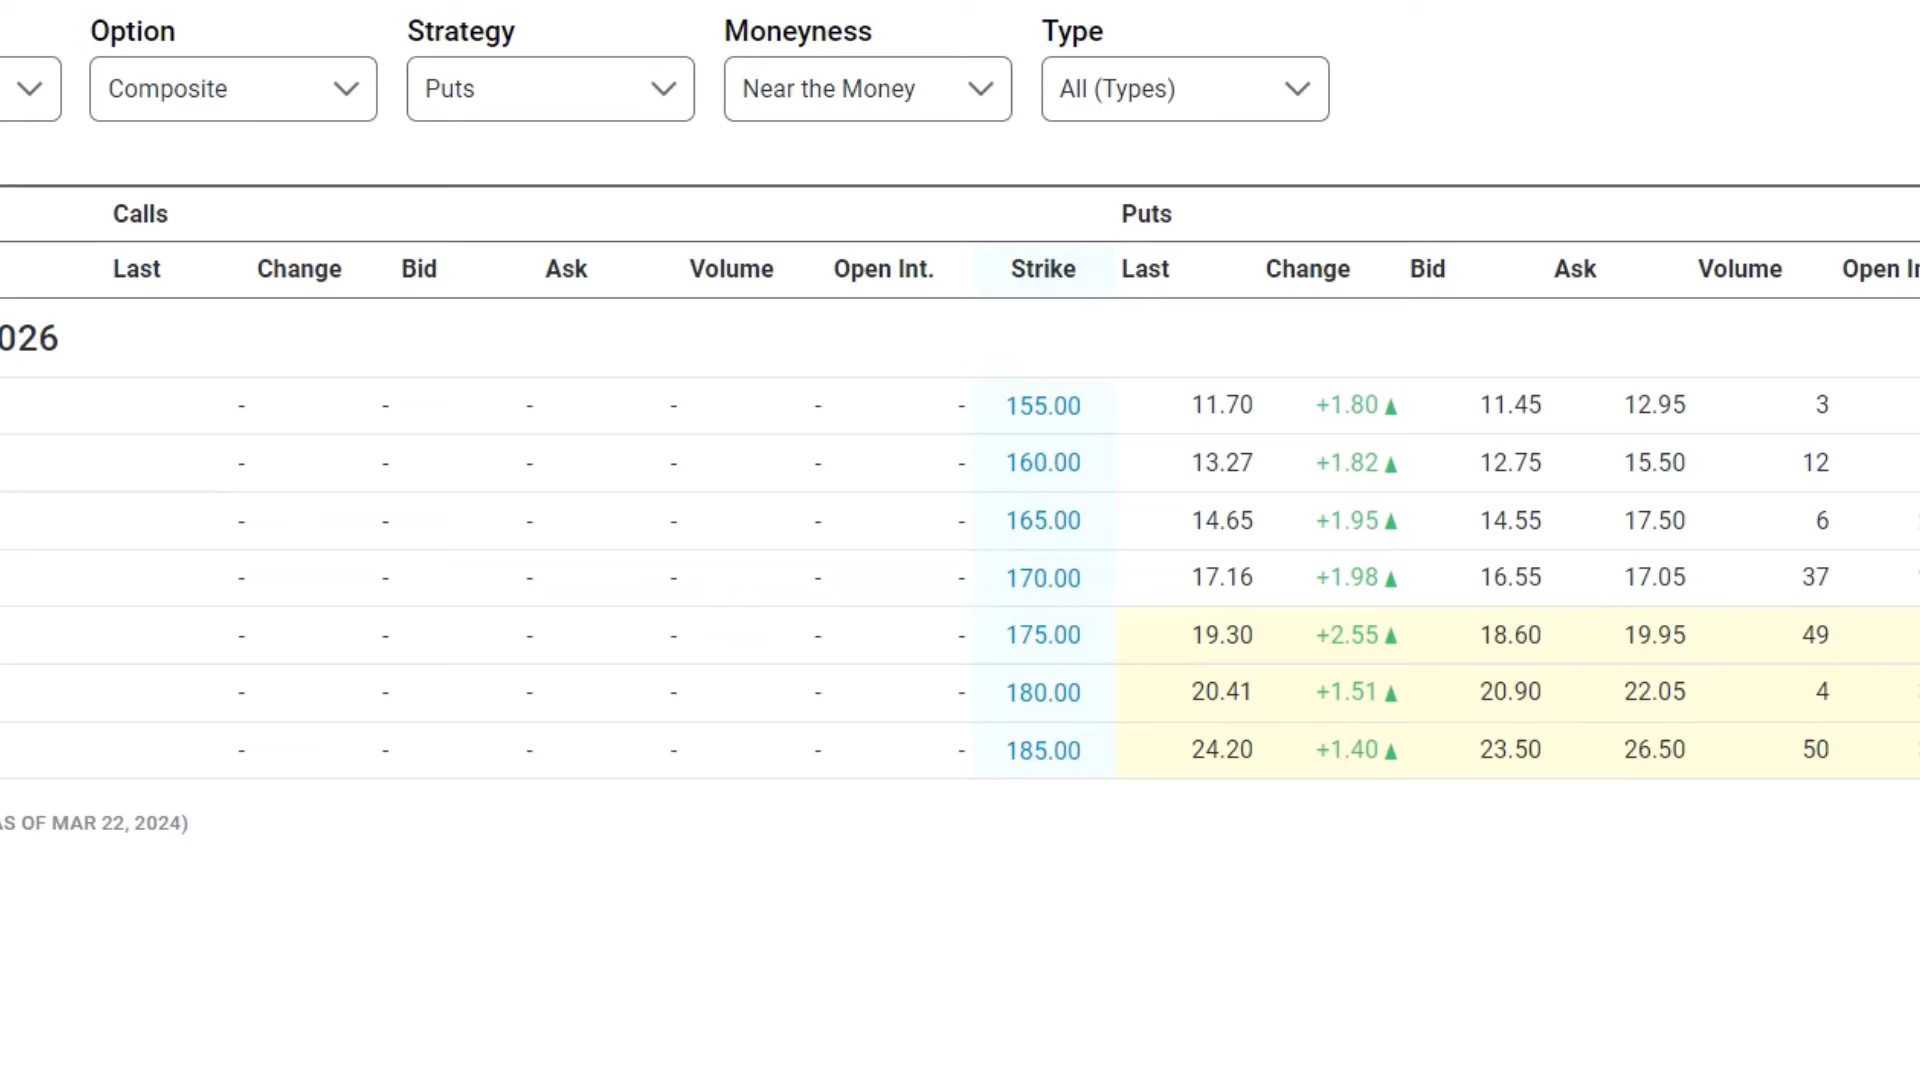 Option Strategy Moneyness Type
Composite Puts Near the Money All (Types)
Calls Puts
Last Change Bid Ask Volume Open Int. Strike Last Change Bid Ask Volume Open
026
- - - - - - 155.00 11.70 +1.80 ▲ 11.45 12.95 3
- - - - - - 160.00 13.27 +1.82 ▲ 12.75 15.50 12
- - - - - - 165.00 14.65 +1.95 ▲ 14.55 17.50 6
- - - - - - 170.00 17.16 +1.98 ▲ 16.55 17.05 37
- - - - - - 175.00 19.30 +2.55 ▲ 18.60 19.95 49
- - - - - - 180.00 20.41 +1.51 ▲ 20.90 22.05 4
- - - - - - 185.00 24.20 +1.40 ▲ 23.50 26.50 50
AS OF MAR 22, 2024)